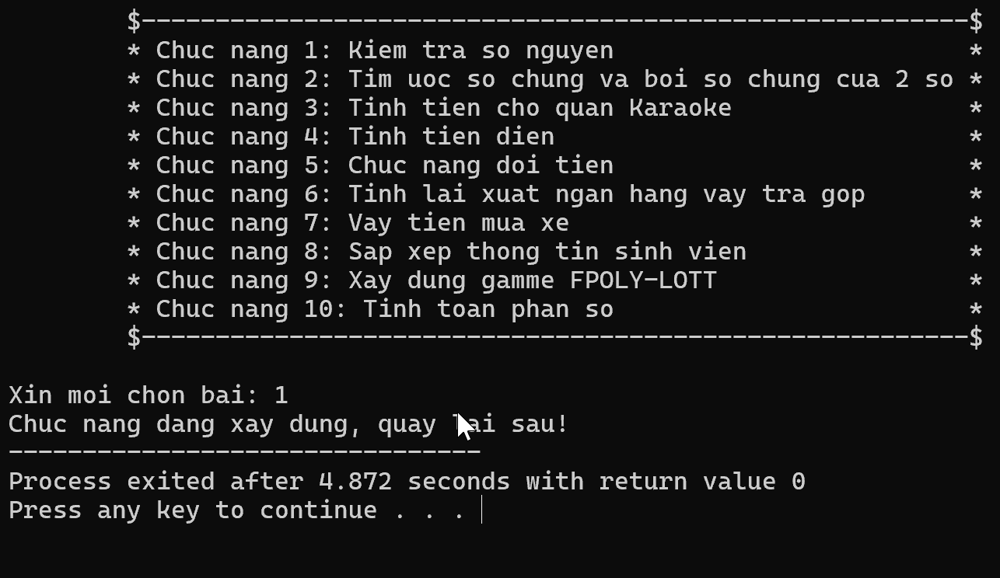 $--------------------------------------------------------$
* Chuc nang 1: Kiem tra so nguyen *
* Chuc nang 2: Tim uoc so chung va boi so chung cua 2 so *
* Chuc nang 3: Tinh tien cho quan Karaoke *
* Chuc nang 4: Tinh tien dien *
* Chuc nang 5: Chuc nang doi tien *
* Chuc nang 6: Tinh lai xuat ngan hang vay tra gop *
* Chuc nang 7: Vay tien mua xe *
* Chuc nang 8: Sap xep thong tin sinh vien *
* Chuc nang 9: Xay dung gamme FPOLY-LOTT *
* Chuc nang 10: Tinh toan phan so *
$--------------------------------------------------------$
Xin moi chon bai: 1
Chuc nang dang xay dung, quay lai sau!
--------------------------------
Process exited after 4.872 seconds with return value 0
Press any key to continue . . .